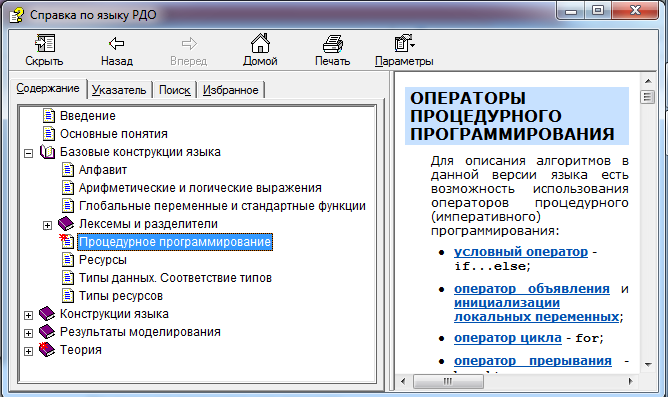 Справка по языку РДО
Скрыть Назад Вперед Домой Печать Параметры
Содержание Указатель Поиск Избранное
Введение
Основные понятия
Базовые конструкции языка
Алфавит
Арифметические и логические выражения
Глобальные переменные и стандартные функции
Лексемы и разделители
Процедурное программирование
Ресурсы
Типы данных. Соответствие типов
Типы ресурсов
Конструкции языка
Результаты моделирования
Теория
ОПЕРАТОРЫ
ПРОЦЕДУРНОГО
ПРОГРАММИРОВАНИЯ
Для описания алгоритмов в
данной версии языка есть
возможность использования
операторов процедурного
(императивного)
программирования:
• условный оператор -
if...else;
• оператор объявления и
инициализации
локальных переменных;
• оператор цикла - for;
• оператор прерывания -